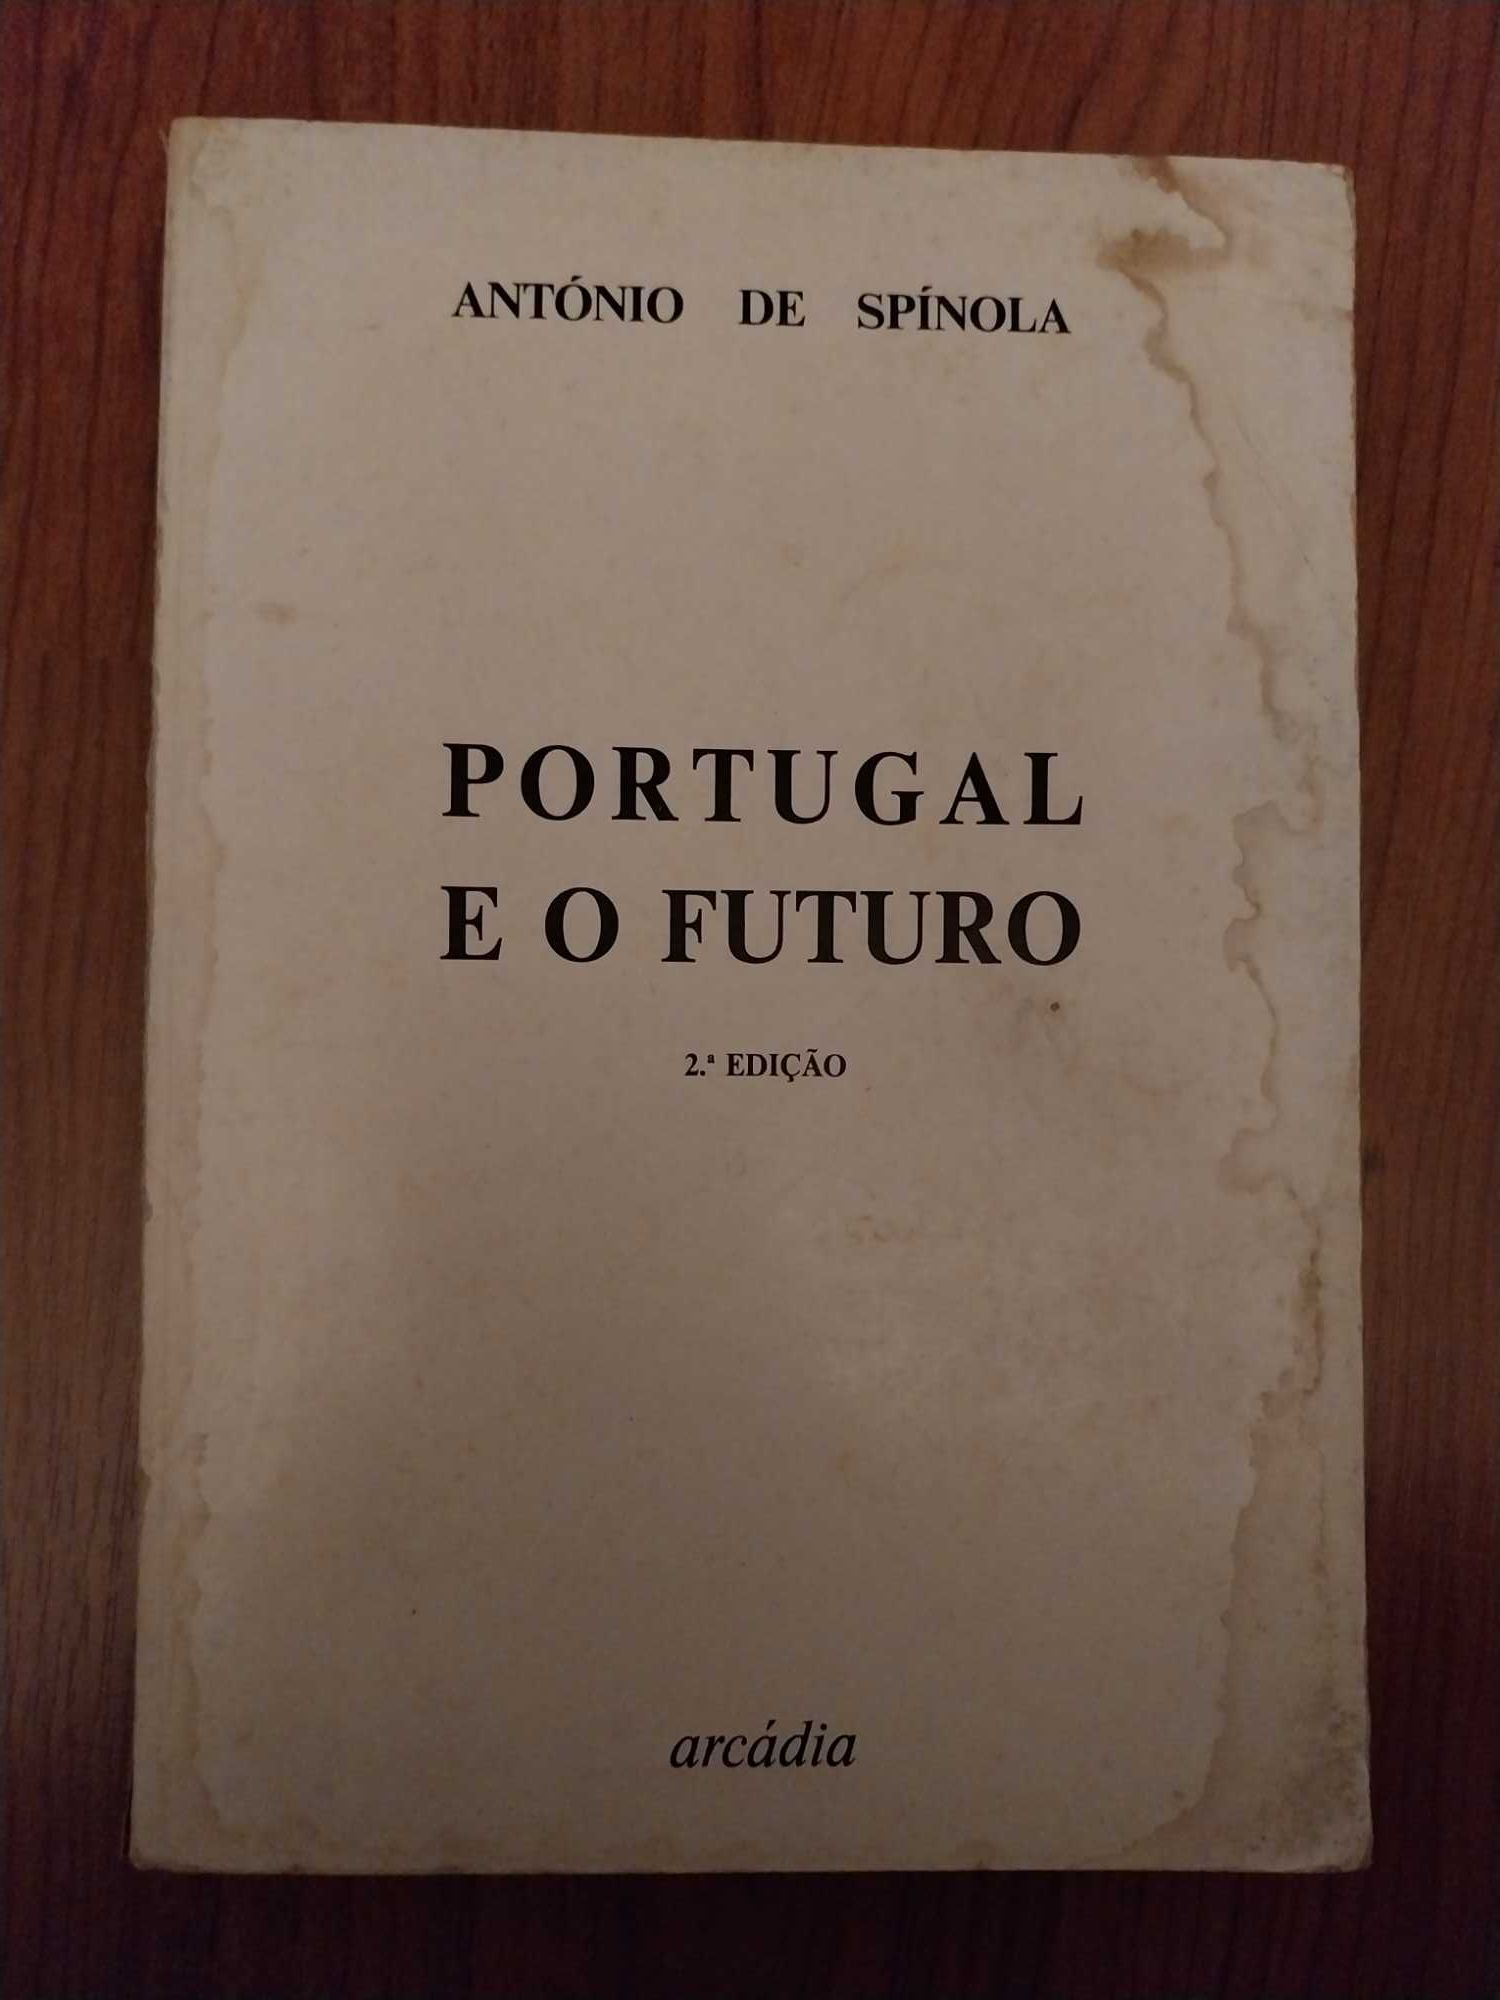 ANTÓNIO DE SPÍNOLA
PORTUGAL
E O FUTURO
2.ª EDIÇÃO
arcádia